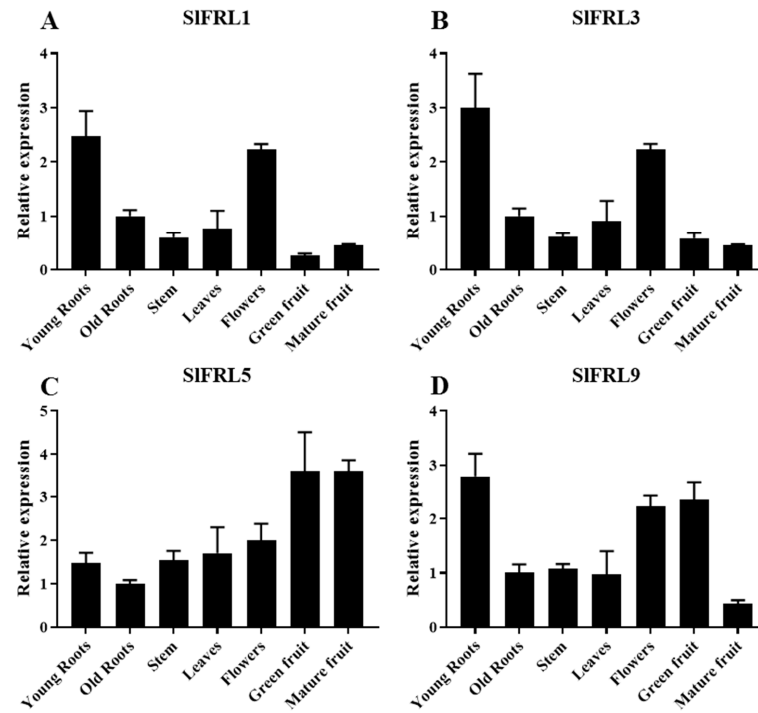 A
SlFRL1
Relative expression
4
3
2
1
0
Young Roots
Old Roots
Stem
Leaves
Flowers
Green fruit
Mature fruit
B
SlFRL3
Relative expression
4
3
2
1
0
Young Roots
Old Roots
Stem
Leaves
Flowers
Green fruit
Mature fruit
C
SlFRL5
Relative expression
5
4
3
2
1
0
Young Roots
Old Roots
Stem
Leaves
Flowers
Green fruit
Mature fruit
D
SlFRL9
Relative expression
4
3
2
1
0
Young Roots
Old Roots
Stem
Leaves
Flowers
Green fruit
Mature fruit